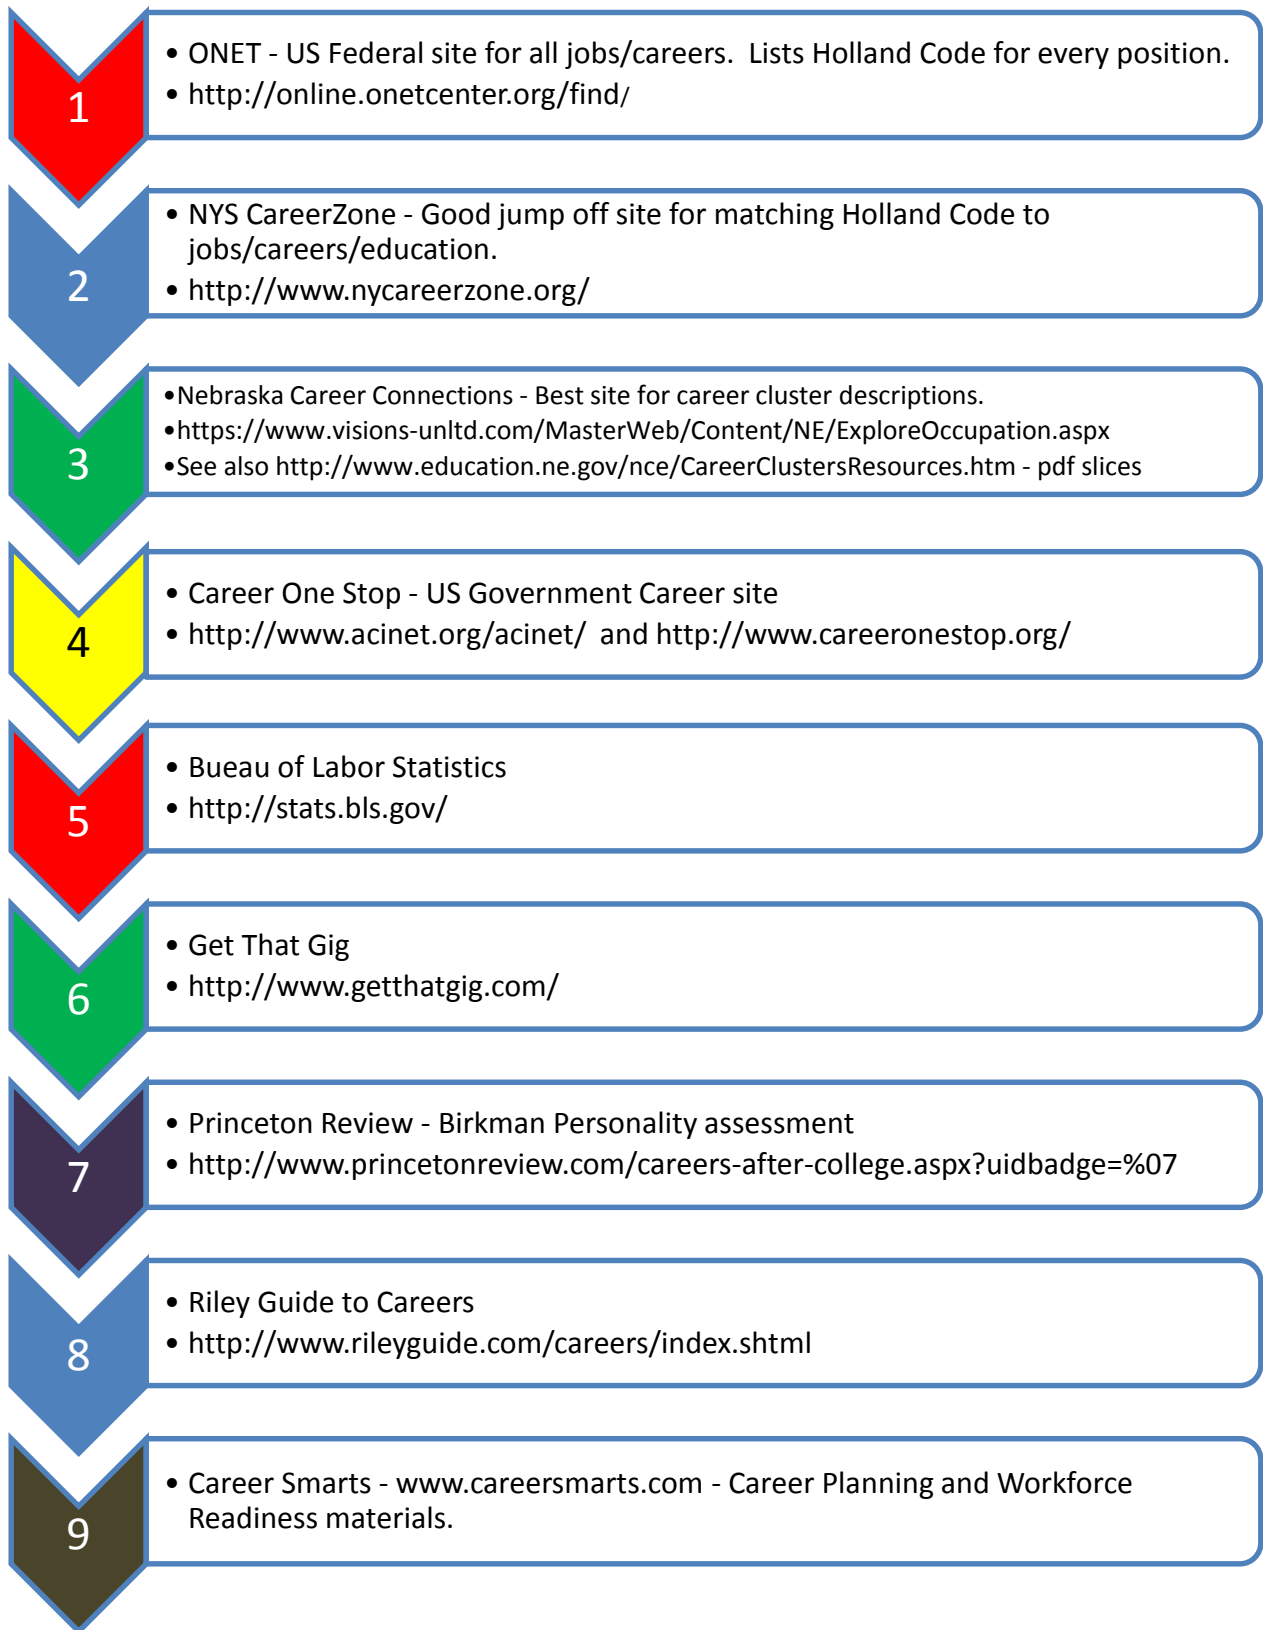 1
• ONET - US Federal site for all jobs/careers.  Lists Holland Code for every position.
• http://online.onetcenter.org/find/
2
• NYS CareerZone - Good jump off site for matching Holland Code to
jobs/careers/education.
• http://www.nycareerzone.org/
3
•Nebraska Career Connections - Best site for career cluster descriptions.
•https://www.visions-unltd.com/MasterWeb/Content/NE/ExploreOccupation.aspx
•See also http://www.education.ne.gov/nce/CareerClustersResources.htm - pdf slices
4
• Career One Stop - US Government Career site
• http://www.acinet.org/acinet/  and http://www.careeronestop.org/
5
• Bueau of Labor Statistics
• http://stats.bls.gov/
6
• Get That Gig
• http://www.getthatgig.com/
7
• Princeton Review - Birkman Personality assessment
• http://www.princetonreview.com/careers-after-college.aspx?uidbadge=%07
8
• Riley Guide to Careers
• http://www.rileyguide.com/careers/index.shtml
9
• Career Smarts - www.careersmarts.com - Career Planning and Workforce
Readiness materials.